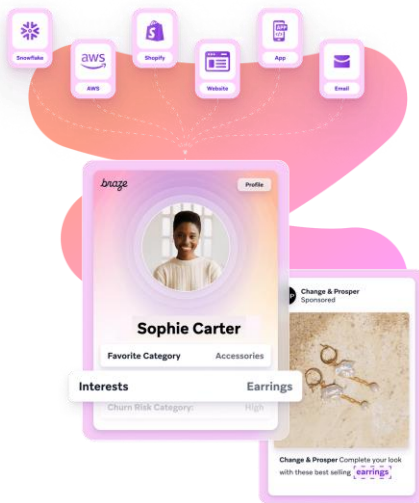 Snowflake
aws
AWS
Shopify
Website
APP
App
Email
braze
Profile
Sophie Carter
Favorite Category Accessories
Interests Earrings
Churn Risk Category: High
Change & Prosper
Sponsored
Change & Prosper Complete your look
with these best selling earrings